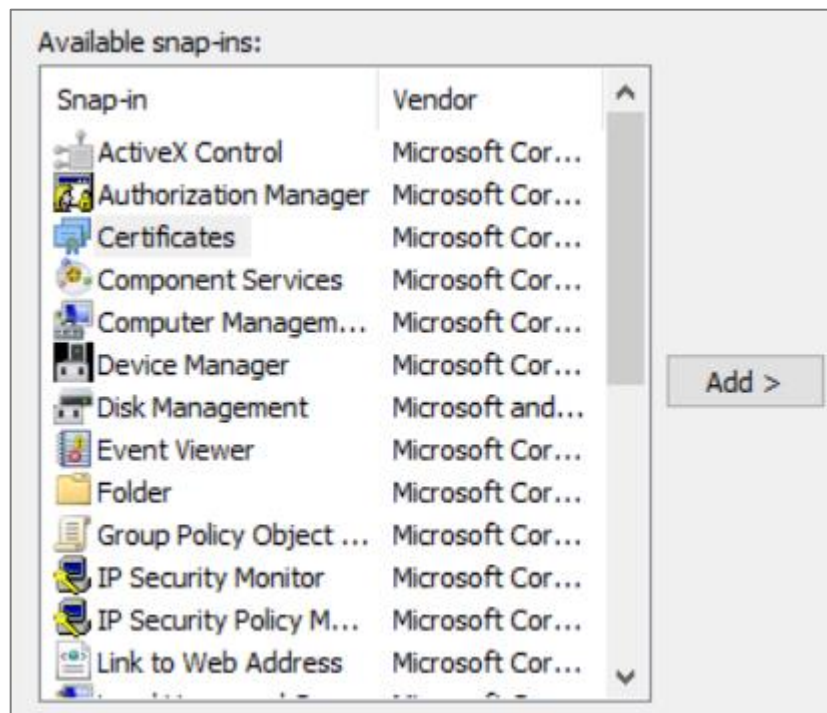 Available snap-ins:
Snap-in Vendor
ActiveX Control Microsoft Cor...
Authorization Manager Microsoft Cor...
Certificates Microsoft Cor...
Component Services Microsoft Cor...
Computer Managem... Microsoft Cor...
Device Manager Microsoft Cor...
Disk Management Microsoft and...
Event Viewer Microsoft Cor...
Folder Microsoft Cor...
Group Policy Object ... Microsoft Cor...
IP Security Monitor Microsoft Cor...
IP Security Policy M... Microsoft Cor...
Link to Web Address Microsoft Cor...
Add >